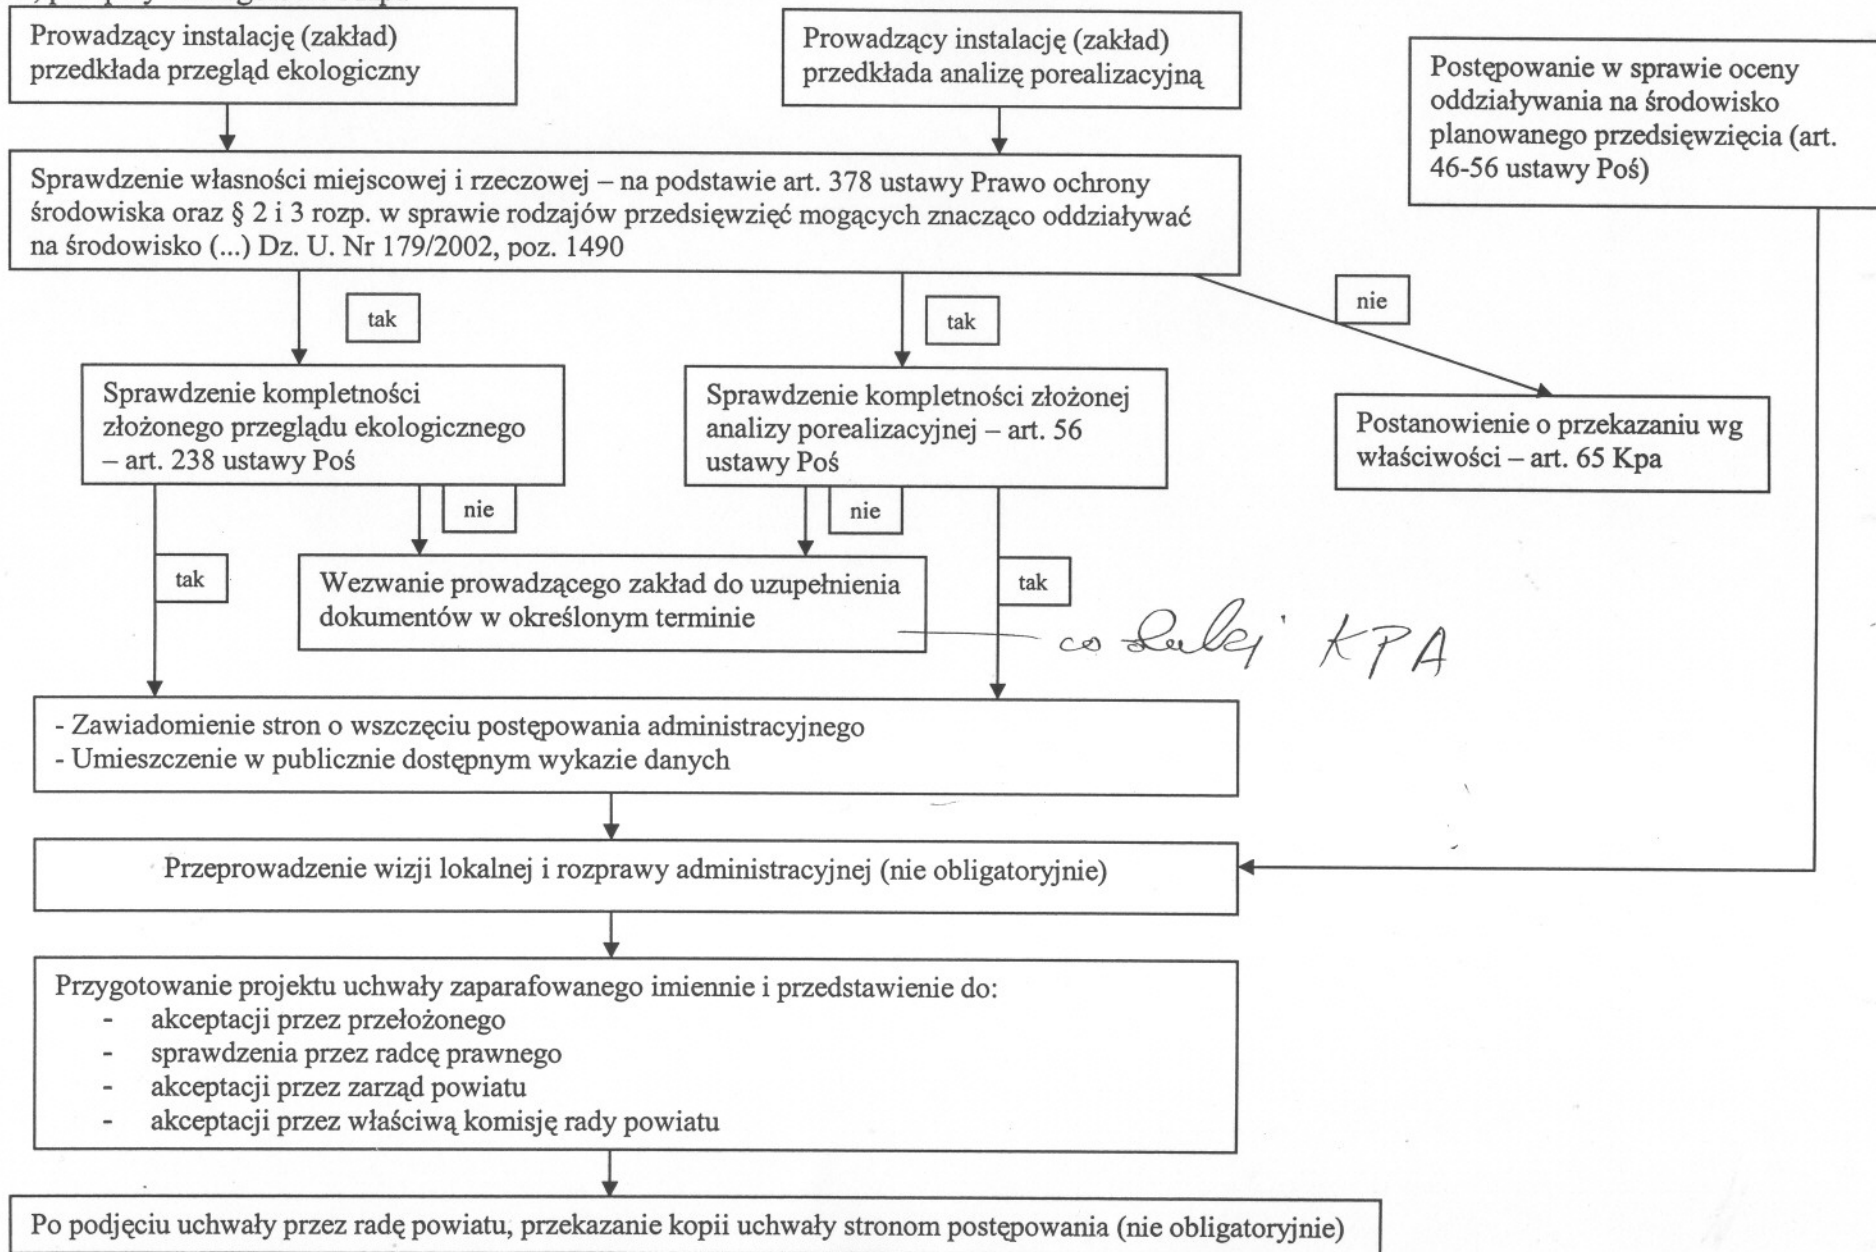 Prowadzący instalację (zakład)
przedkłada przegląd ekologiczny
Prowadzący instalację (zakład)
przedkłada analizę porealizacyjną
Postępowanie w sprawie oceny
oddziaływania na środowisko
planowanego przedsięwzięcia (art.
46-56 ustawy Poś)
Sprawdzenie własności miejscowej i rzeczowej – na podstawie art. 378 ustawy Prawo ochrony
środowiska oraz § 2 i 3 rozp. w sprawie rodzajów przedsięwzięć mogących znacząco oddziaływać
na środowisko (...) Dz. U. Nr 179/2002, poz. 1490
tak
tak
nie
Sprawdzenie kompletności
złożonego przeglądu ekologicznego
– art. 238 ustawy Poś
Sprawdzenie kompletności złożonej
analizy porealizacyjnej – art. 56
ustawy Poś
Postanowienie o przekazaniu wg
właściwości – art. 65 Kpa
nie
nie
tak
Wezwanie prowadzącego zakład do uzupełnienia
dokumentów w określonym terminie
tak
KPA
- Zawiadomienie stron o wszczęciu postępowania administracyjnego
- Umieszczenie w publicznie dostępnym wykazie danych
Przeprowadzenie wizji lokalnej i rozprawy administracyjnej (nie obligatoryjnie)
Przygotowanie projektu uchwały zaparafowanego imiennie i przedstawienie do:
- akceptacji przez przełożonego
- sprawdzenia przez radcę prawnego
- akceptacji przez zarząd powiatu
- akceptacji przez właściwą komisję rady powiatu
Po podjęciu uchwały przez radę powiatu, przekazanie kopii uchwały stronom postępowania (nie obligatoryjnie)